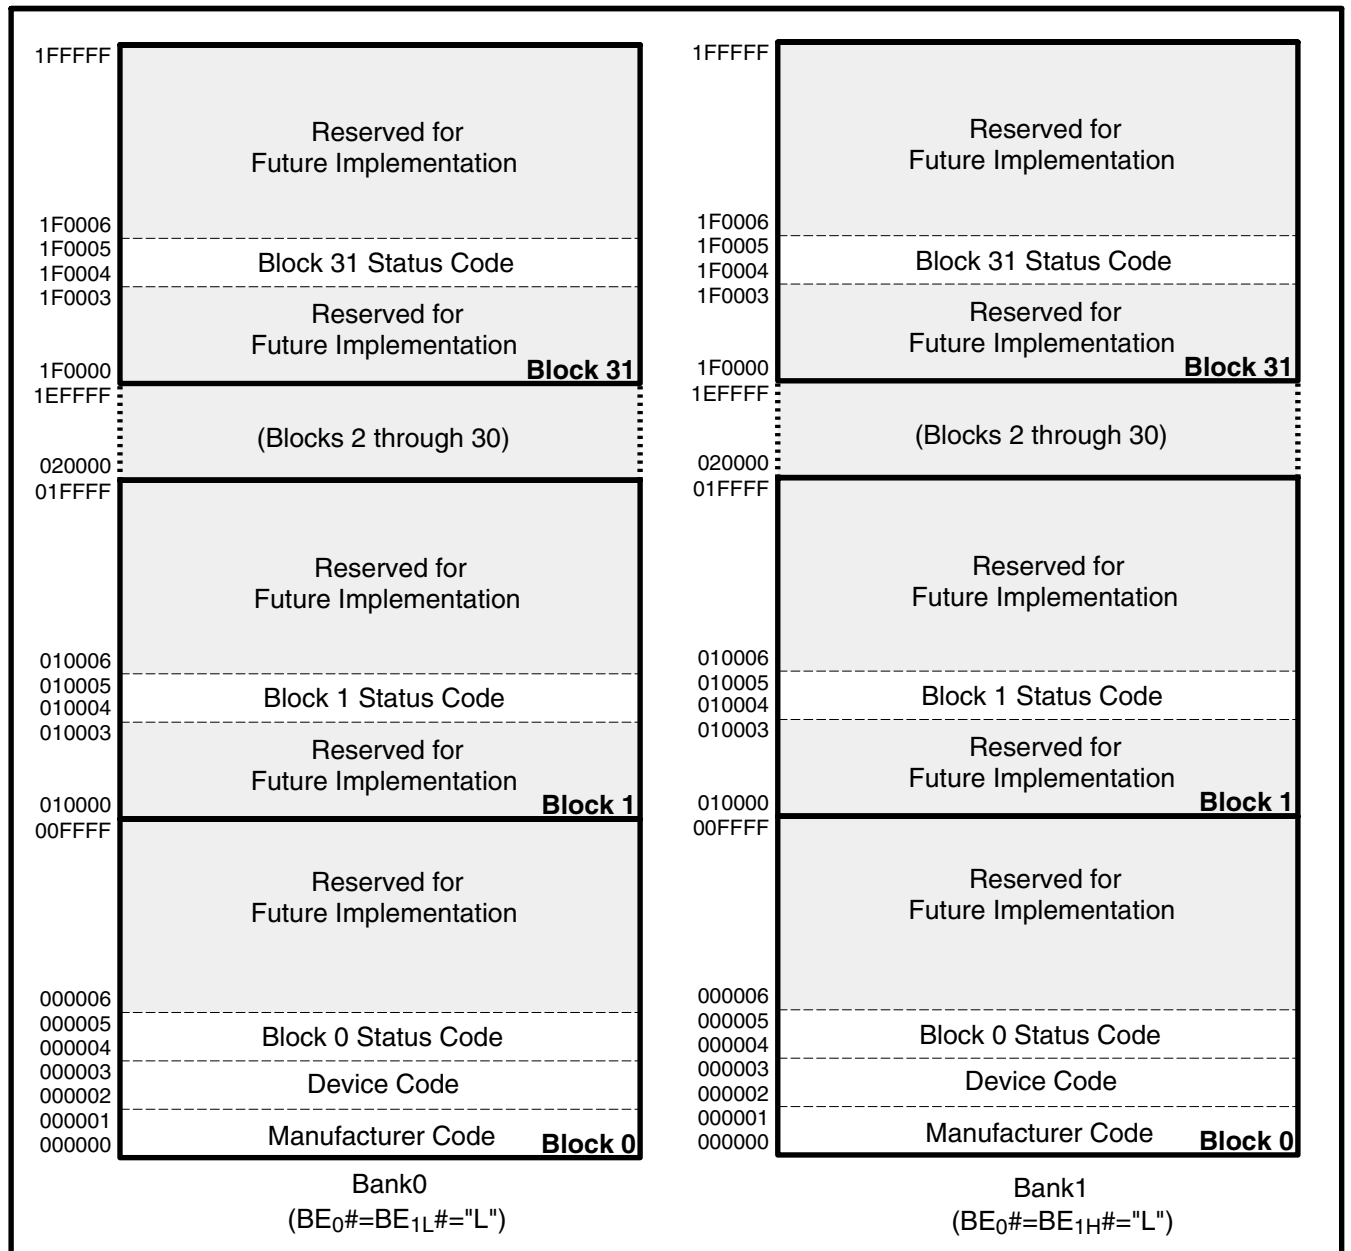 1FFFFF
Reserved for
Future Implementation
1F0006
1F0005
Block 31 Status Code
1F0004
1F0003
Reserved for
Future Implementation
1F0000
Block 31
1EFFFF
(Blocks 2 through 30)
020000
01FFFF
Reserved for
Future Implementation
010006
010005
Block 1 Status Code
010004
010003
Reserved for
Future Implementation
010000
Block 1
00FFFF
Reserved for
Future Implementation
000006
000005
Block 0 Status Code
000004
000003
Device Code
000002
000001
Manufacturer Code
000000
Block 0
Bank0
(BE0#=BE1L#="L")
1FFFFF
Reserved for
Future Implementation
1F0006
1F0005
Block 31 Status Code
1F0004
1F0003
Reserved for
Future Implementation
1F0000
Block 31
1EFFFF
(Blocks 2 through 30)
020000
01FFFF
Reserved for
Future Implementation
010006
010005
Block 1 Status Code
010004
010003
Reserved for
Future Implementation
010000
Block 1
00FFFF
Reserved for
Future Implementation
000006
000005
Block 0 Status Code
000004
000003
Device Code
000002
000001
Manufacturer Code
000000
Block 0
Bank1
(BE0#=BE1H#="L")